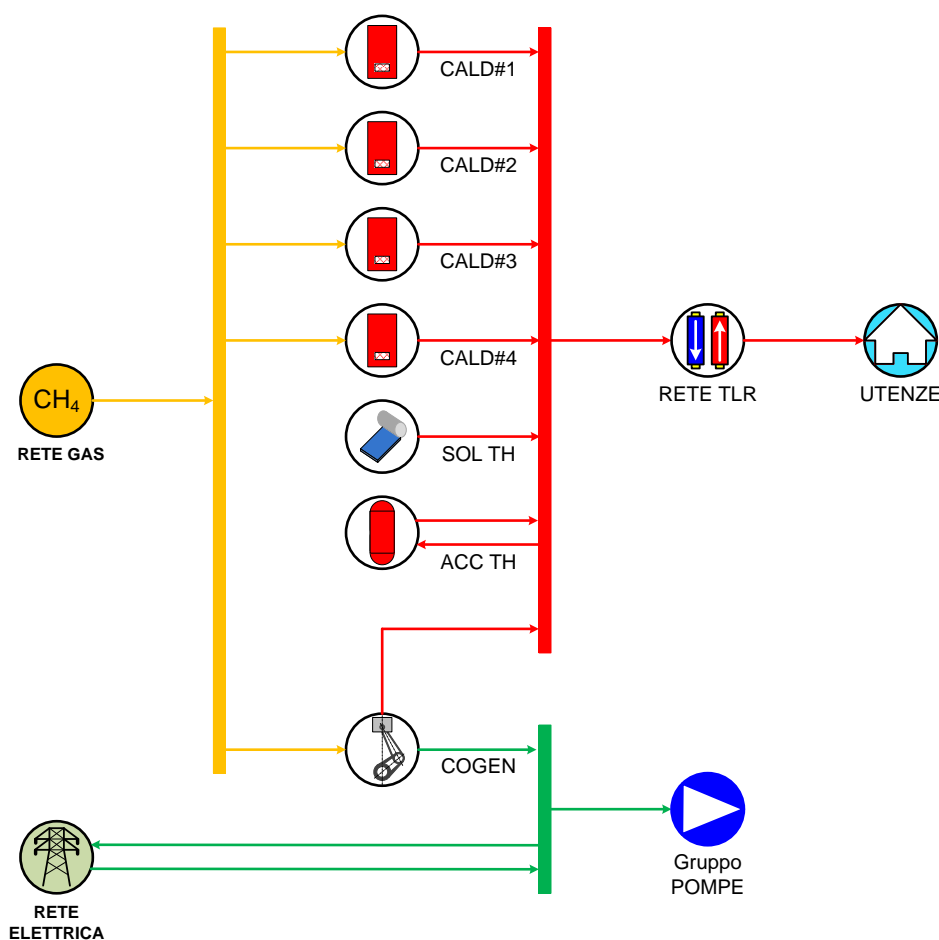 CALD#1
CALD#2
CALD#3
CALD#4
CH₄
RETE GAS
RETE TLR
UTENZE
SOL TH
ACC TH
COGEN
Gruppo
POMPE
RETE
ELETTRICA